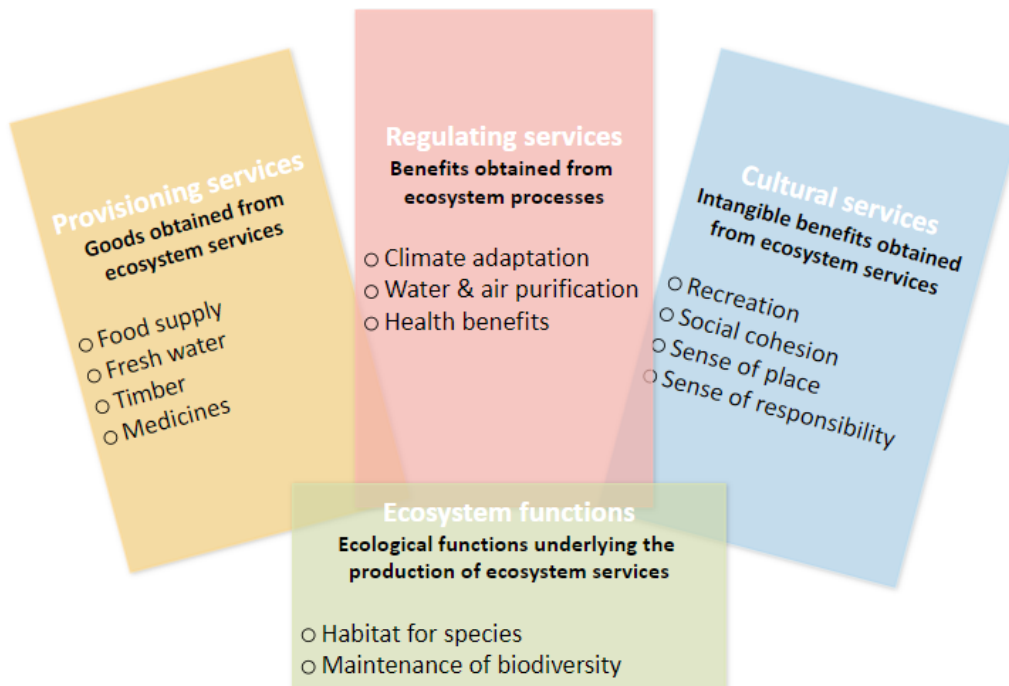 Provisioning services
Goods obtained from
ecosystem services
○ Food supply
○ Fresh water
○ Timber
○ Medicines
Regulating services
Benefits obtained from
ecosystem processes
○ Climate adaptation
○ Water & air purification
○ Health benefits
Cultural services
Intangible benefits obtained
from ecosystem services
○ Recreation
○ Social cohesion
○ Sense of place
○ Sense of responsibility
Ecosystem functions
Ecological functions underlying the
production of ecosystem services
○ Habitat for species
○ Maintenance of biodiversity